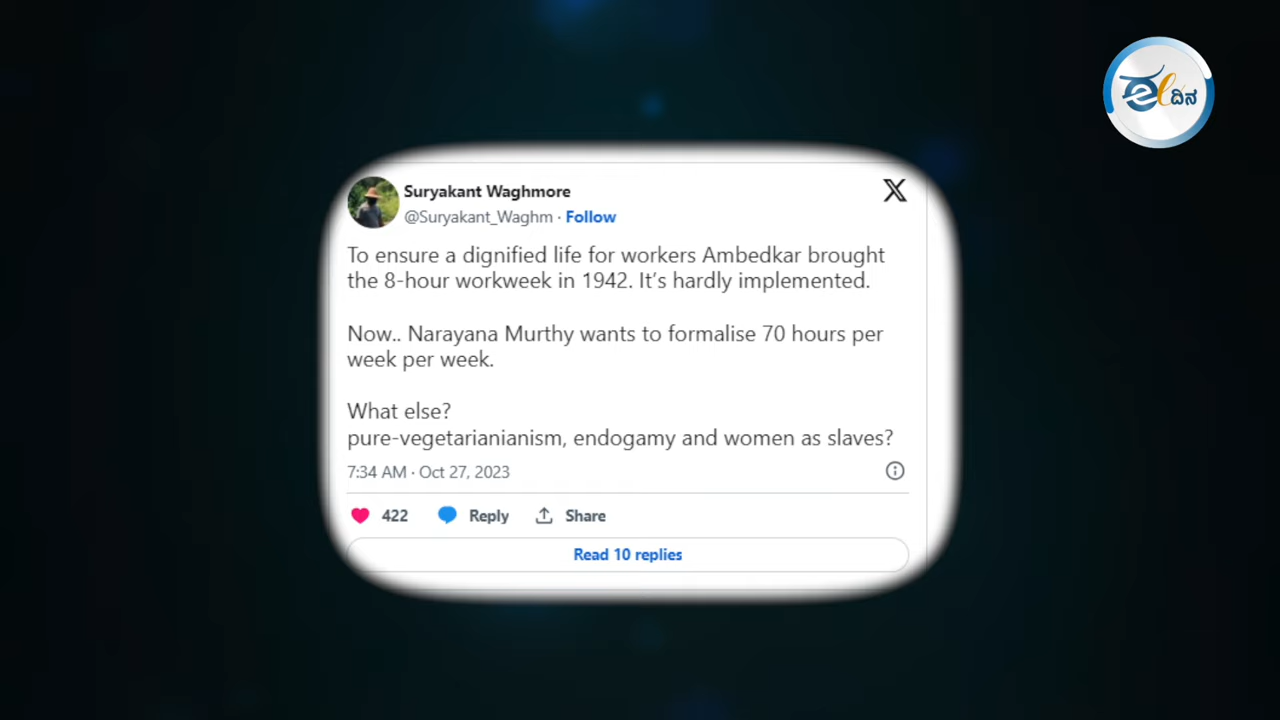 ಈ ದಿನ
Suryakant Waghmore
@Suryakant_Waghm · Follow
To ensure a dignified life for workers Ambedkar brought
the 8-hour workweek in 1942. It's hardly implemented.
Now.. Narayana Murthy wants to formalise 70 hours per
week per week.
What else?
pure-vegetarianianism, endogamy and women as slaves?
7:34 AM · Oct 27, 2023
422 Reply Share
Read 10 replies